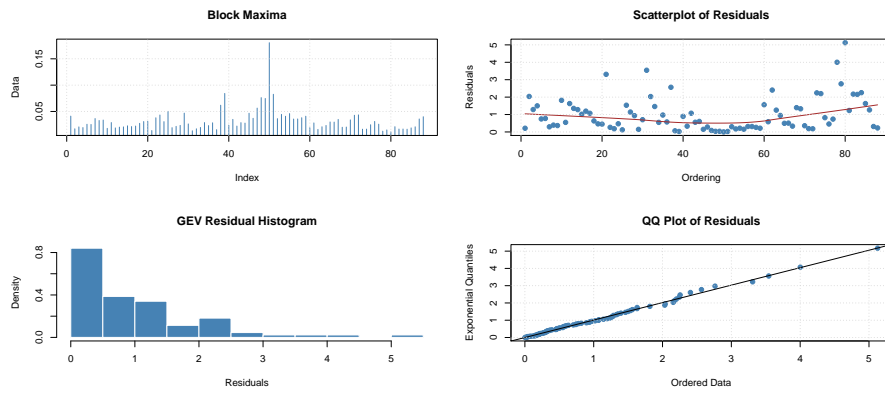 Block Maxima
Data
0.05
0.15
0 20 40 60 80
Index
Scatterplot of Residuals
Residuals
0 1 2 3 4 5
0 20 40 60 80
Ordering
GEV Residual Histogram
Density
0.0 0.4 0.8
0 1 2 3 4 5
Residuals
QQ Plot of Residuals
Exponential Quantiles
0 1 2 3 4 5
0 1 2 3 4 5
Ordered Data